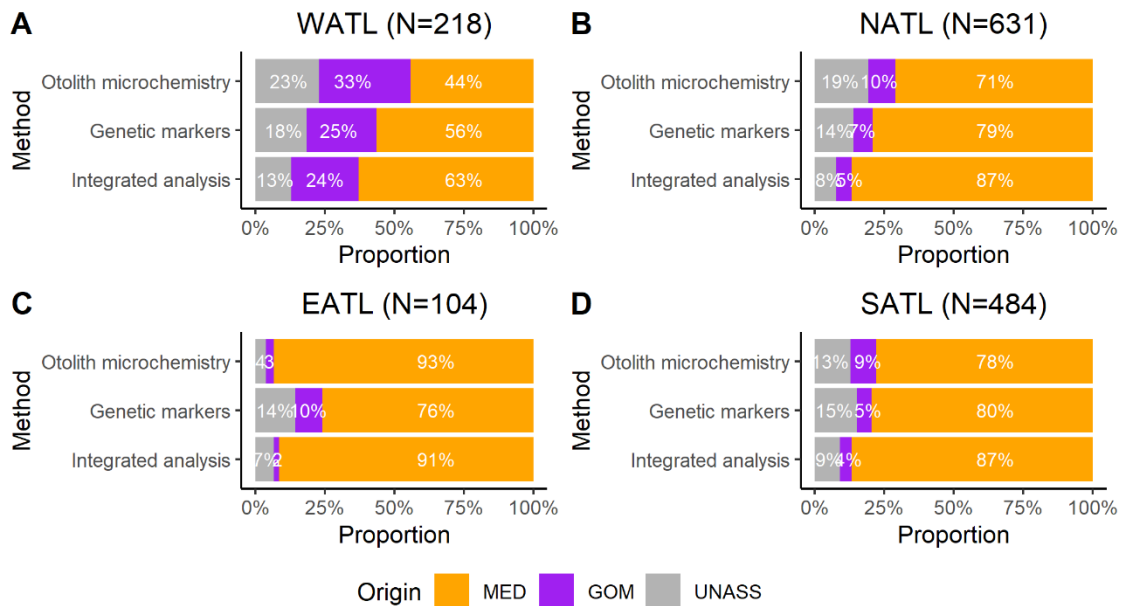 A WATL (N=218)
Method
Otolith microchemistry 23% 33% 44%
Genetic markers 18% 25% 56%
Integrated analysis 13% 24% 63%
0% 25% 50% 75% 100%
Proportion
B NATL (N=631)
Method
Otolith microchemistry 19% 10% 71%
Genetic markers 14% 7% 79%
Integrated analysis 8% 5% 87%
0% 25% 50% 75% 100%
Proportion
C EATL (N=104)
Method
Otolith microchemistry 4 3 93%
Genetic markers 14% 10% 76%
Integrated analysis 7% 2 91%
0% 25% 50% 75% 100%
Proportion
D SATL (N=484)
Method
Otolith microchemistry 13% 9% 78%
Genetic markers 15% 5% 80%
Integrated analysis 9% 4% 87%
0% 25% 50% 75% 100%
Proportion
Origin MED GOM UNASS